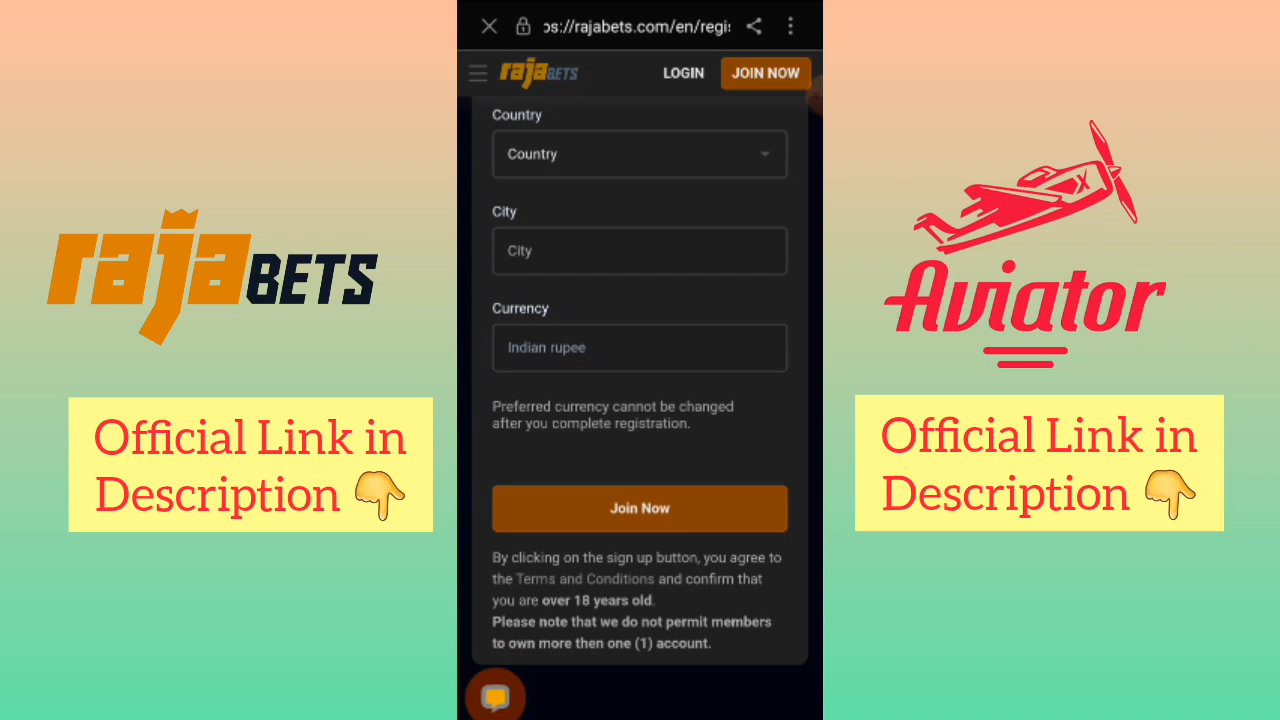 ps://rajabets.com/en/regis
rajaBETS
LOGIN
JOIN NOW
Country
Country
City
City
Currency
Indian rupee
Preferred currency cannot be changed
after you complete registration.
Join Now
By clicking on the sign up button, you agree to
the Terms and Conditions and confirm that
you are over 18 years old.
Please note that we do not permit members
to own more then one (1) account.
rajaBETS
Official Link in
Description 👇
Aviator
Official Link in
Description 👇